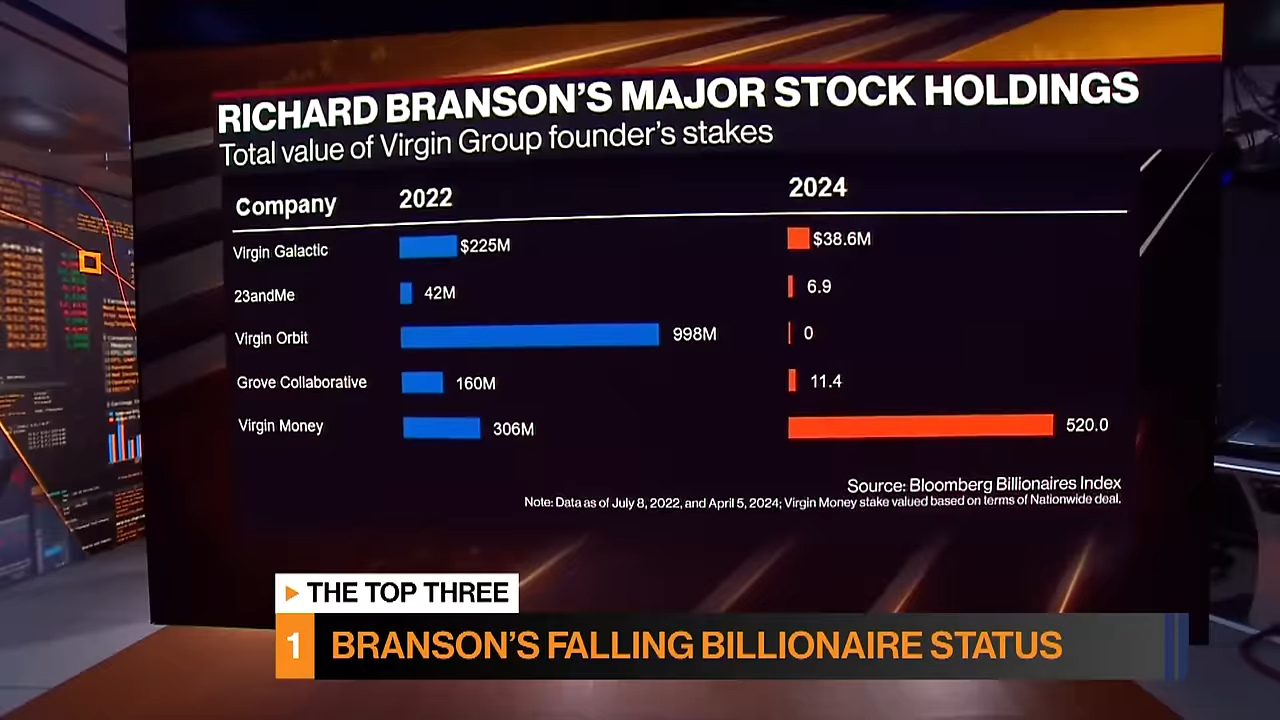 RICHARD BRANSON'S MAJOR STOCK HOLDINGS
Total value of Virgin Group founder's stakes
Company 2022 2024
Virgin Galactic $225M $38.6M
23andMe 42M 6.9
Virgin Orbit 998M 0
Grove Collaborative 160M 11.4
Virgin Money 306M 520.0
Source: Bloomberg Billionaires Index
Note: Data as of July 8, 2022, and April 5, 2024; Virgin Money stake valued based on terms of Nationwide deal.
THE TOP THREE
1 BRANSON'S FALLING BILLIONAIRE STATUS